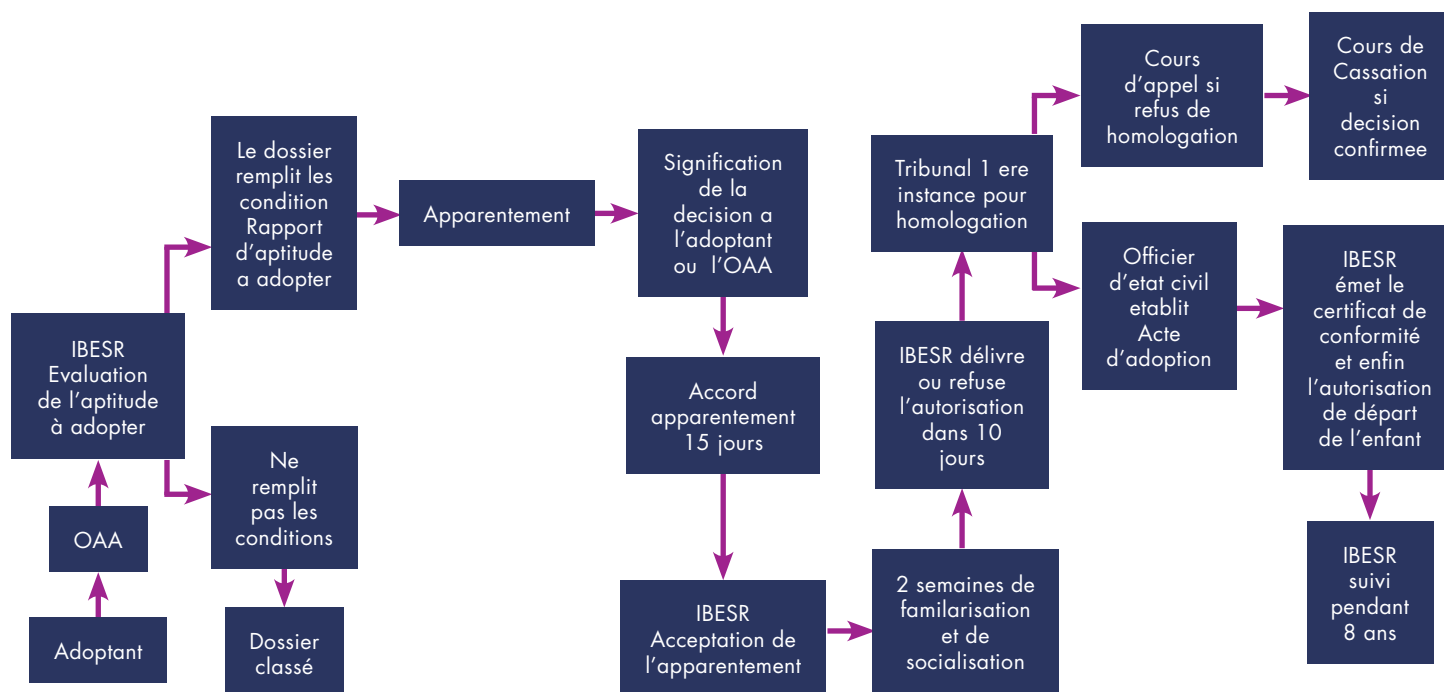 Adoptant
OAA
IBESR
Evaluation
de l’aptitude
à adopter
Le dossier
remplit les
condition
Rapport
d’aptitude
a adopter
Ne
remplit
pas les
conditions
Dossier
classé
Apparentement
Signification
de la
decision a
l’adoptant
ou l’OAA
Accord
apparentement
15 jours
IBESR
Acceptation de
l’apparentement
2 semaines de
familarisation
et de
socialisation
IBESR délivre
ou refuse
l’autorisation
dans 10
jours
Tribunal 1 ere
instance pour
homologation
Cours
d’appel si
refus de
homologation
Cours de
Cassation
si
decision
confirmee
Officier
d’etat civil
etablit
Acte
d’adoption
IBESR
émet le
certificat de
conformité
et enfin
l’autorisation
de départ
de l’enfant
IBESR
suivi
pendant
8 ans